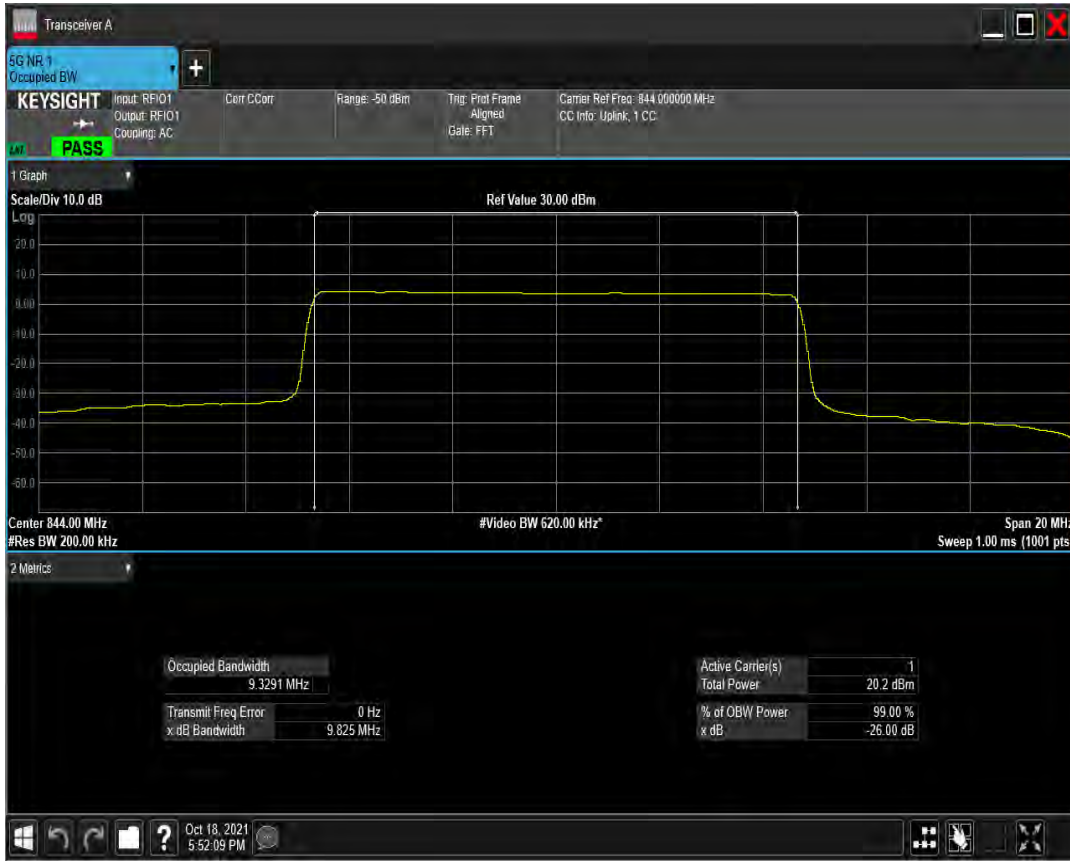 Transceiver A
5G NR 1
Occupied BW
+
KEYSIGHT
PASS
Input: RFIO1
Output: RFIO1
Coupling: AC
Corr CCorr
Range: -50 dBm
Trig: Prot Frame
Aligned
Gate: FFT
Carrier Ref Freq: 844.000000 MHz
CC Info: Uplink, 1 CC
1 Graph
Scale/Div 10.0 dB
Ref Value 30.00 dBm
Log
20.0
10.0
0.00
-10.0
-20.0
-30.0
-40.0
-50.0
-60.0
Center 844.00 MHz
#Video BW 620.00 kHz*
Span 20 MHz
#Res BW 200.00 kHz
Sweep 1.00 ms (1001 pts
2 Metrics
Occupied Bandwidth
9.3291 MHz
Transmit Freq Error 0 Hz
x dB Bandwidth 9.825 MHz
Active Carrier(s) 1
Total Power 20.2 dBm
% of OBW Power 99.00 %
x dB -26.00 dB
?
Oct 18, 2021
5:52:09 PM